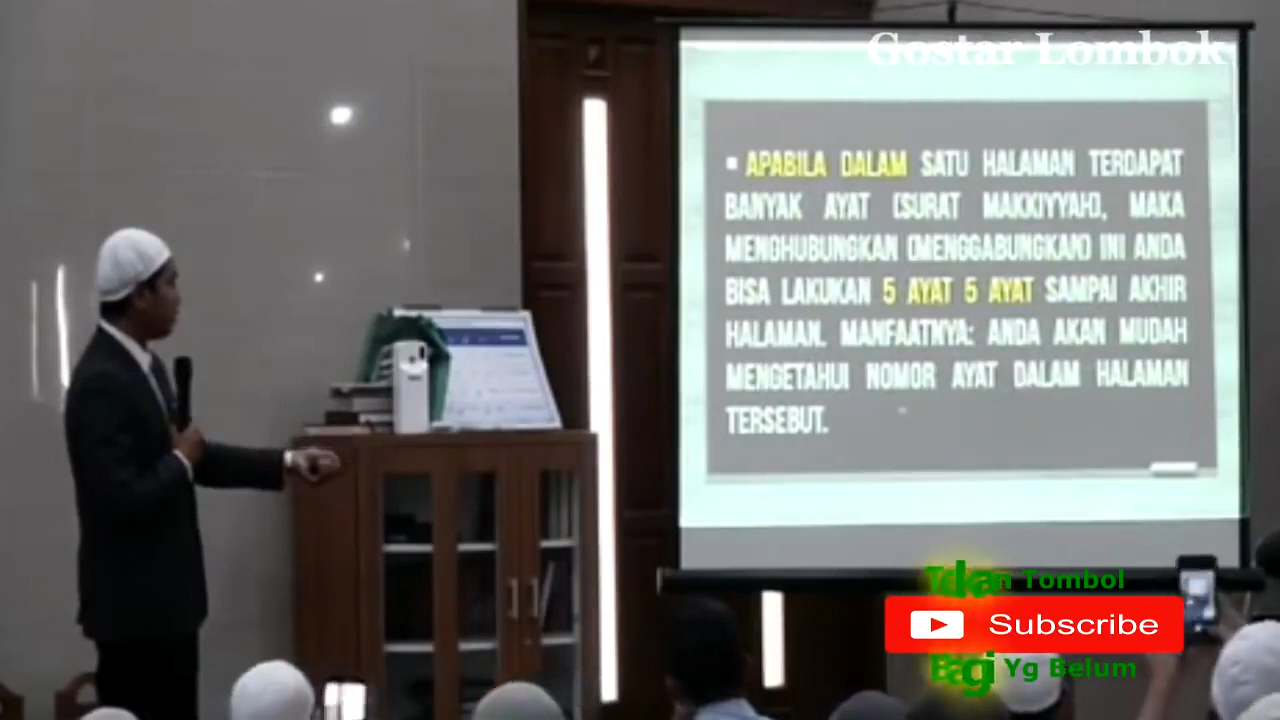 Gostar Lombok
▪ APABILA DALAM SATU HALAMAN TERDAPAT
BANYAK AYAT (SURAT MAKKIYYAH), MAKA
MENGHUBUNGKAN (MENGGABUNGKAN) INI ANDA
BISA LAKUKAN 5 AYAT 5 AYAT SAMPAI AKHIR
HALAMAN. MANFAATNYA: ANDA AKAN MUDAH
MENGETAHUI NOMOR AYAT DALAM HALAMAN
TERSEBUT.
Tekan Tombol
Subscribe
Bagi Yg Belum